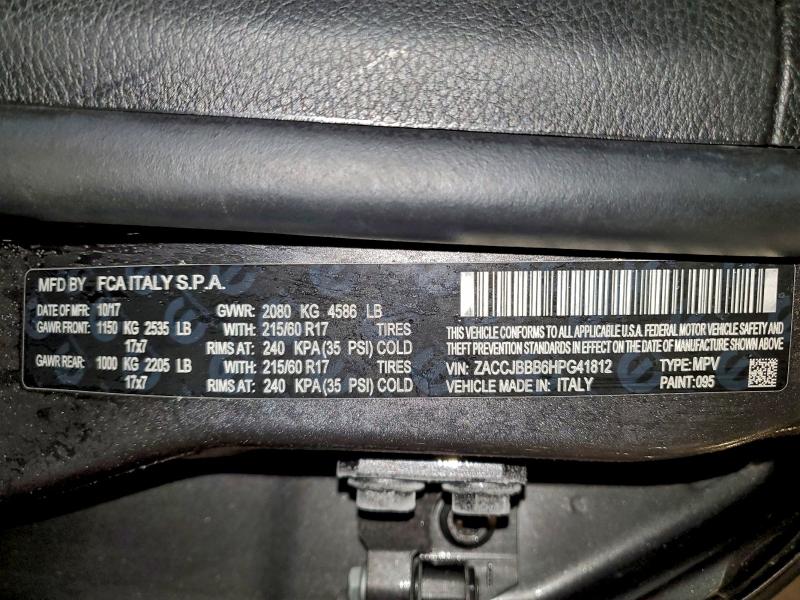 MFD BY FCA ITALY S.P.A.
DATE OF MFR: 10/17 GVWR: 2080 KG 4586 LB
GAWR FRONT: 1150 KG 2535 LB WITH: 215/60 R17 TIRES
17x7 RIMS AT: 240 KPA (35 PSI) COLD
GAWR REAR: 1000 KG 2205 LB WITH: 215/60 R17 TIRES
17x7 RIMS AT: 240 KPA (35 PSI) COLD
THIS VEHICLE CONFORMS TO ALL APPLICABLE U.S.A. FEDERAL MOTOR VEHICLE SAFETY AND
THEFT PREVENTION STANDARDS IN EFFECT ON THE DATE OF MANUFACTURE SHOWN ABOVE.
VIN: ZACCJBBB6HPG41812 TYPE: MPV
VEHICLE MADE IN: ITALY PAINT: 095